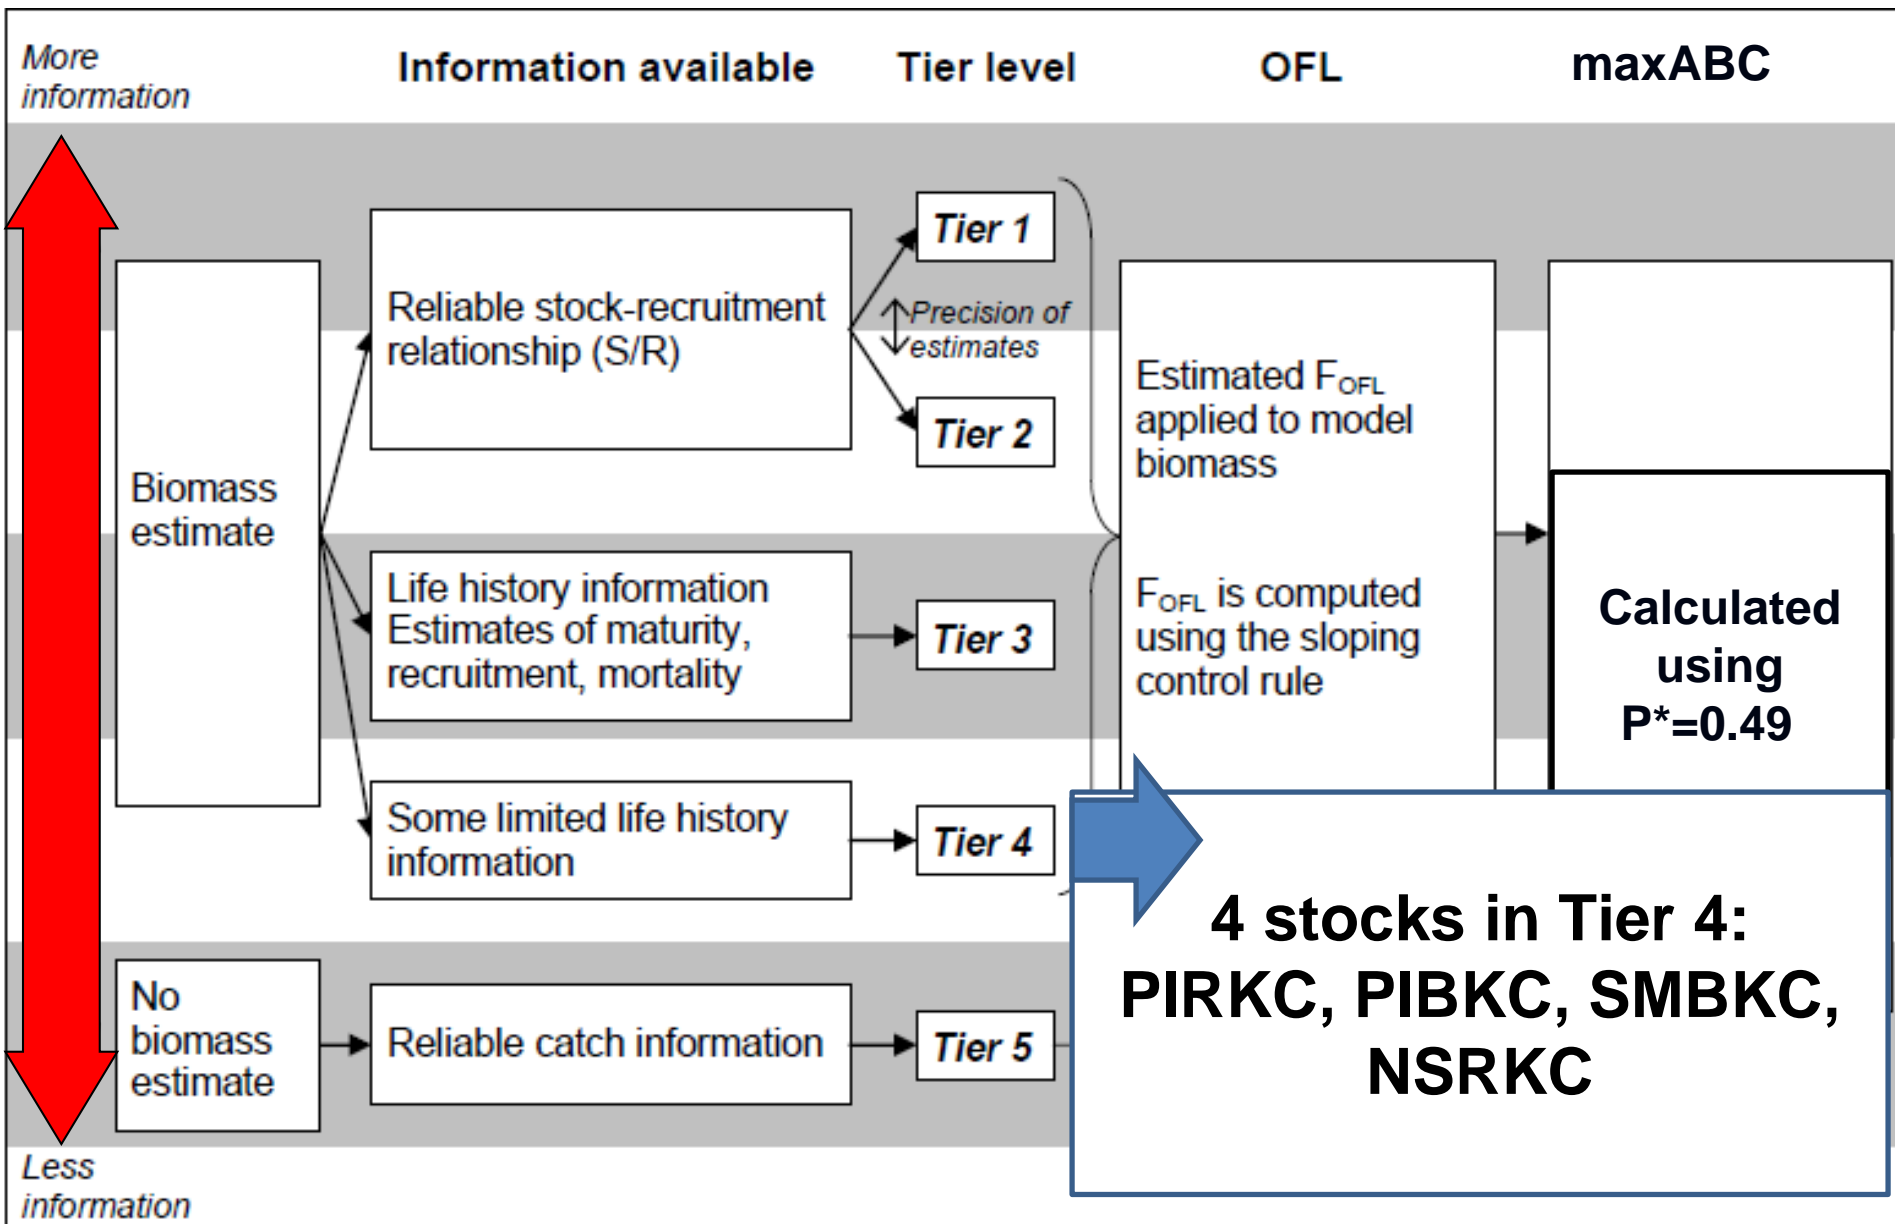 More
information
Information available
Tier level
OFL
maxABC
Biomass
estimate
Reliable stock-recruitment
relationship (S/R)
Tier 1
Precision of
estimates
Tier 2
Life history information
Estimates of maturity,
recruitment, mortality
Tier 3
Some limited life history
information
Tier 4
Estimated FOFL
applied to model
biomass
FOFL is computed
using the sloping
control rule
Calculated
using
P*=0.49
4 stocks in Tier 4:
PIRKC, PIBKC, SMBKC,
NSRKC
No
biomass
estimate
Reliable catch information
Tier 5
Less
information